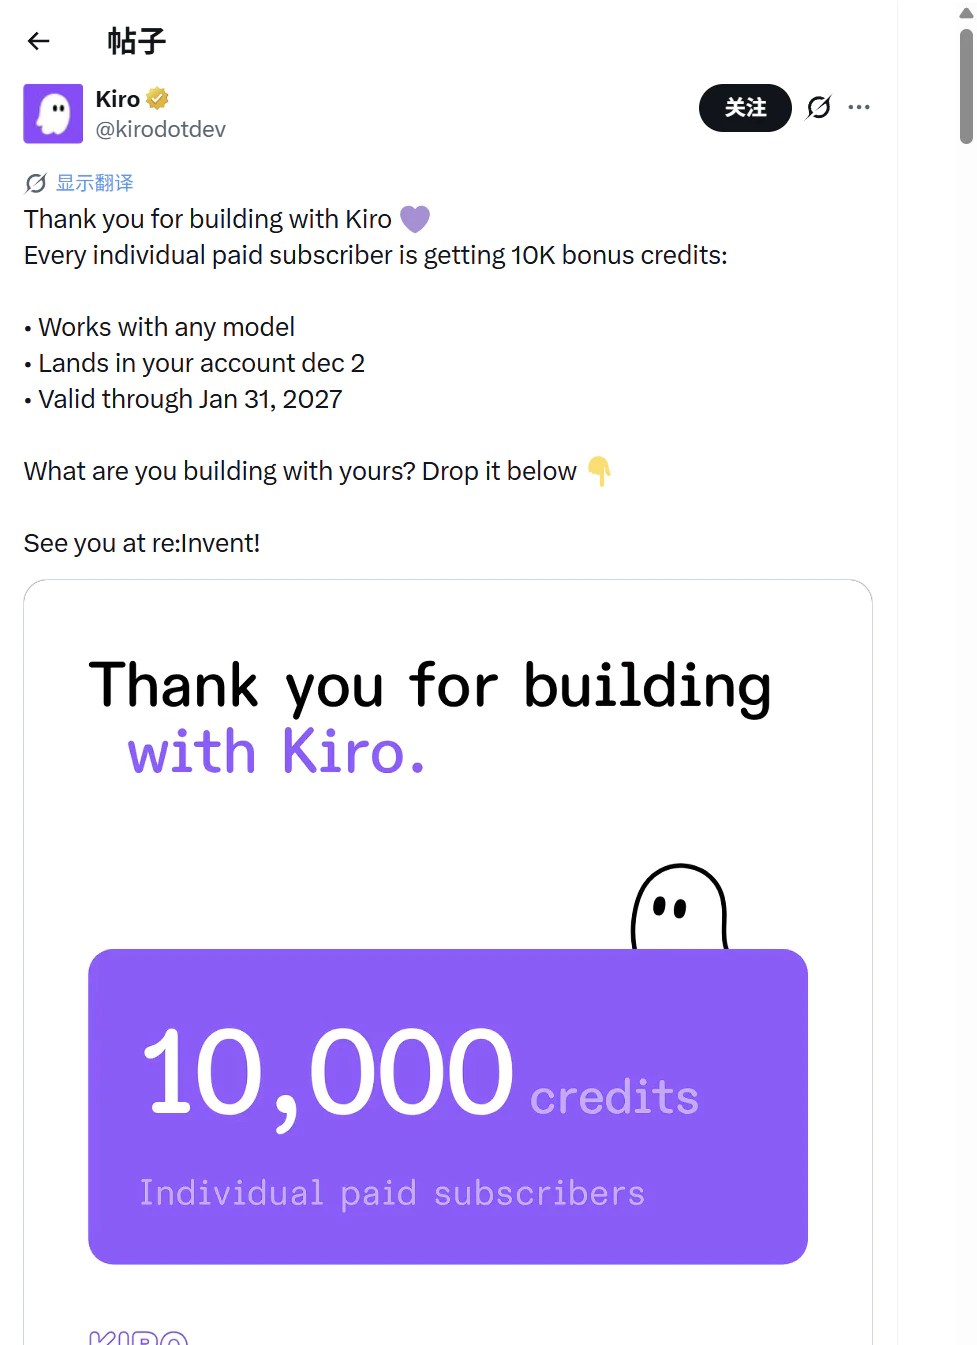 帖子
Kiro
@kirodotdev
关注
显示翻译
Thank you for building with Kiro 💜
Every individual paid subscriber is getting 10K bonus credits:
• Works with any model
• Lands in your account dec 2
• Valid through Jan 31, 2027
What are you building with yours? Drop it below 👇
See you at re:Invent!
Thank you for building
with Kiro.
10,000 credits
Individual paid subscribers
KIRO